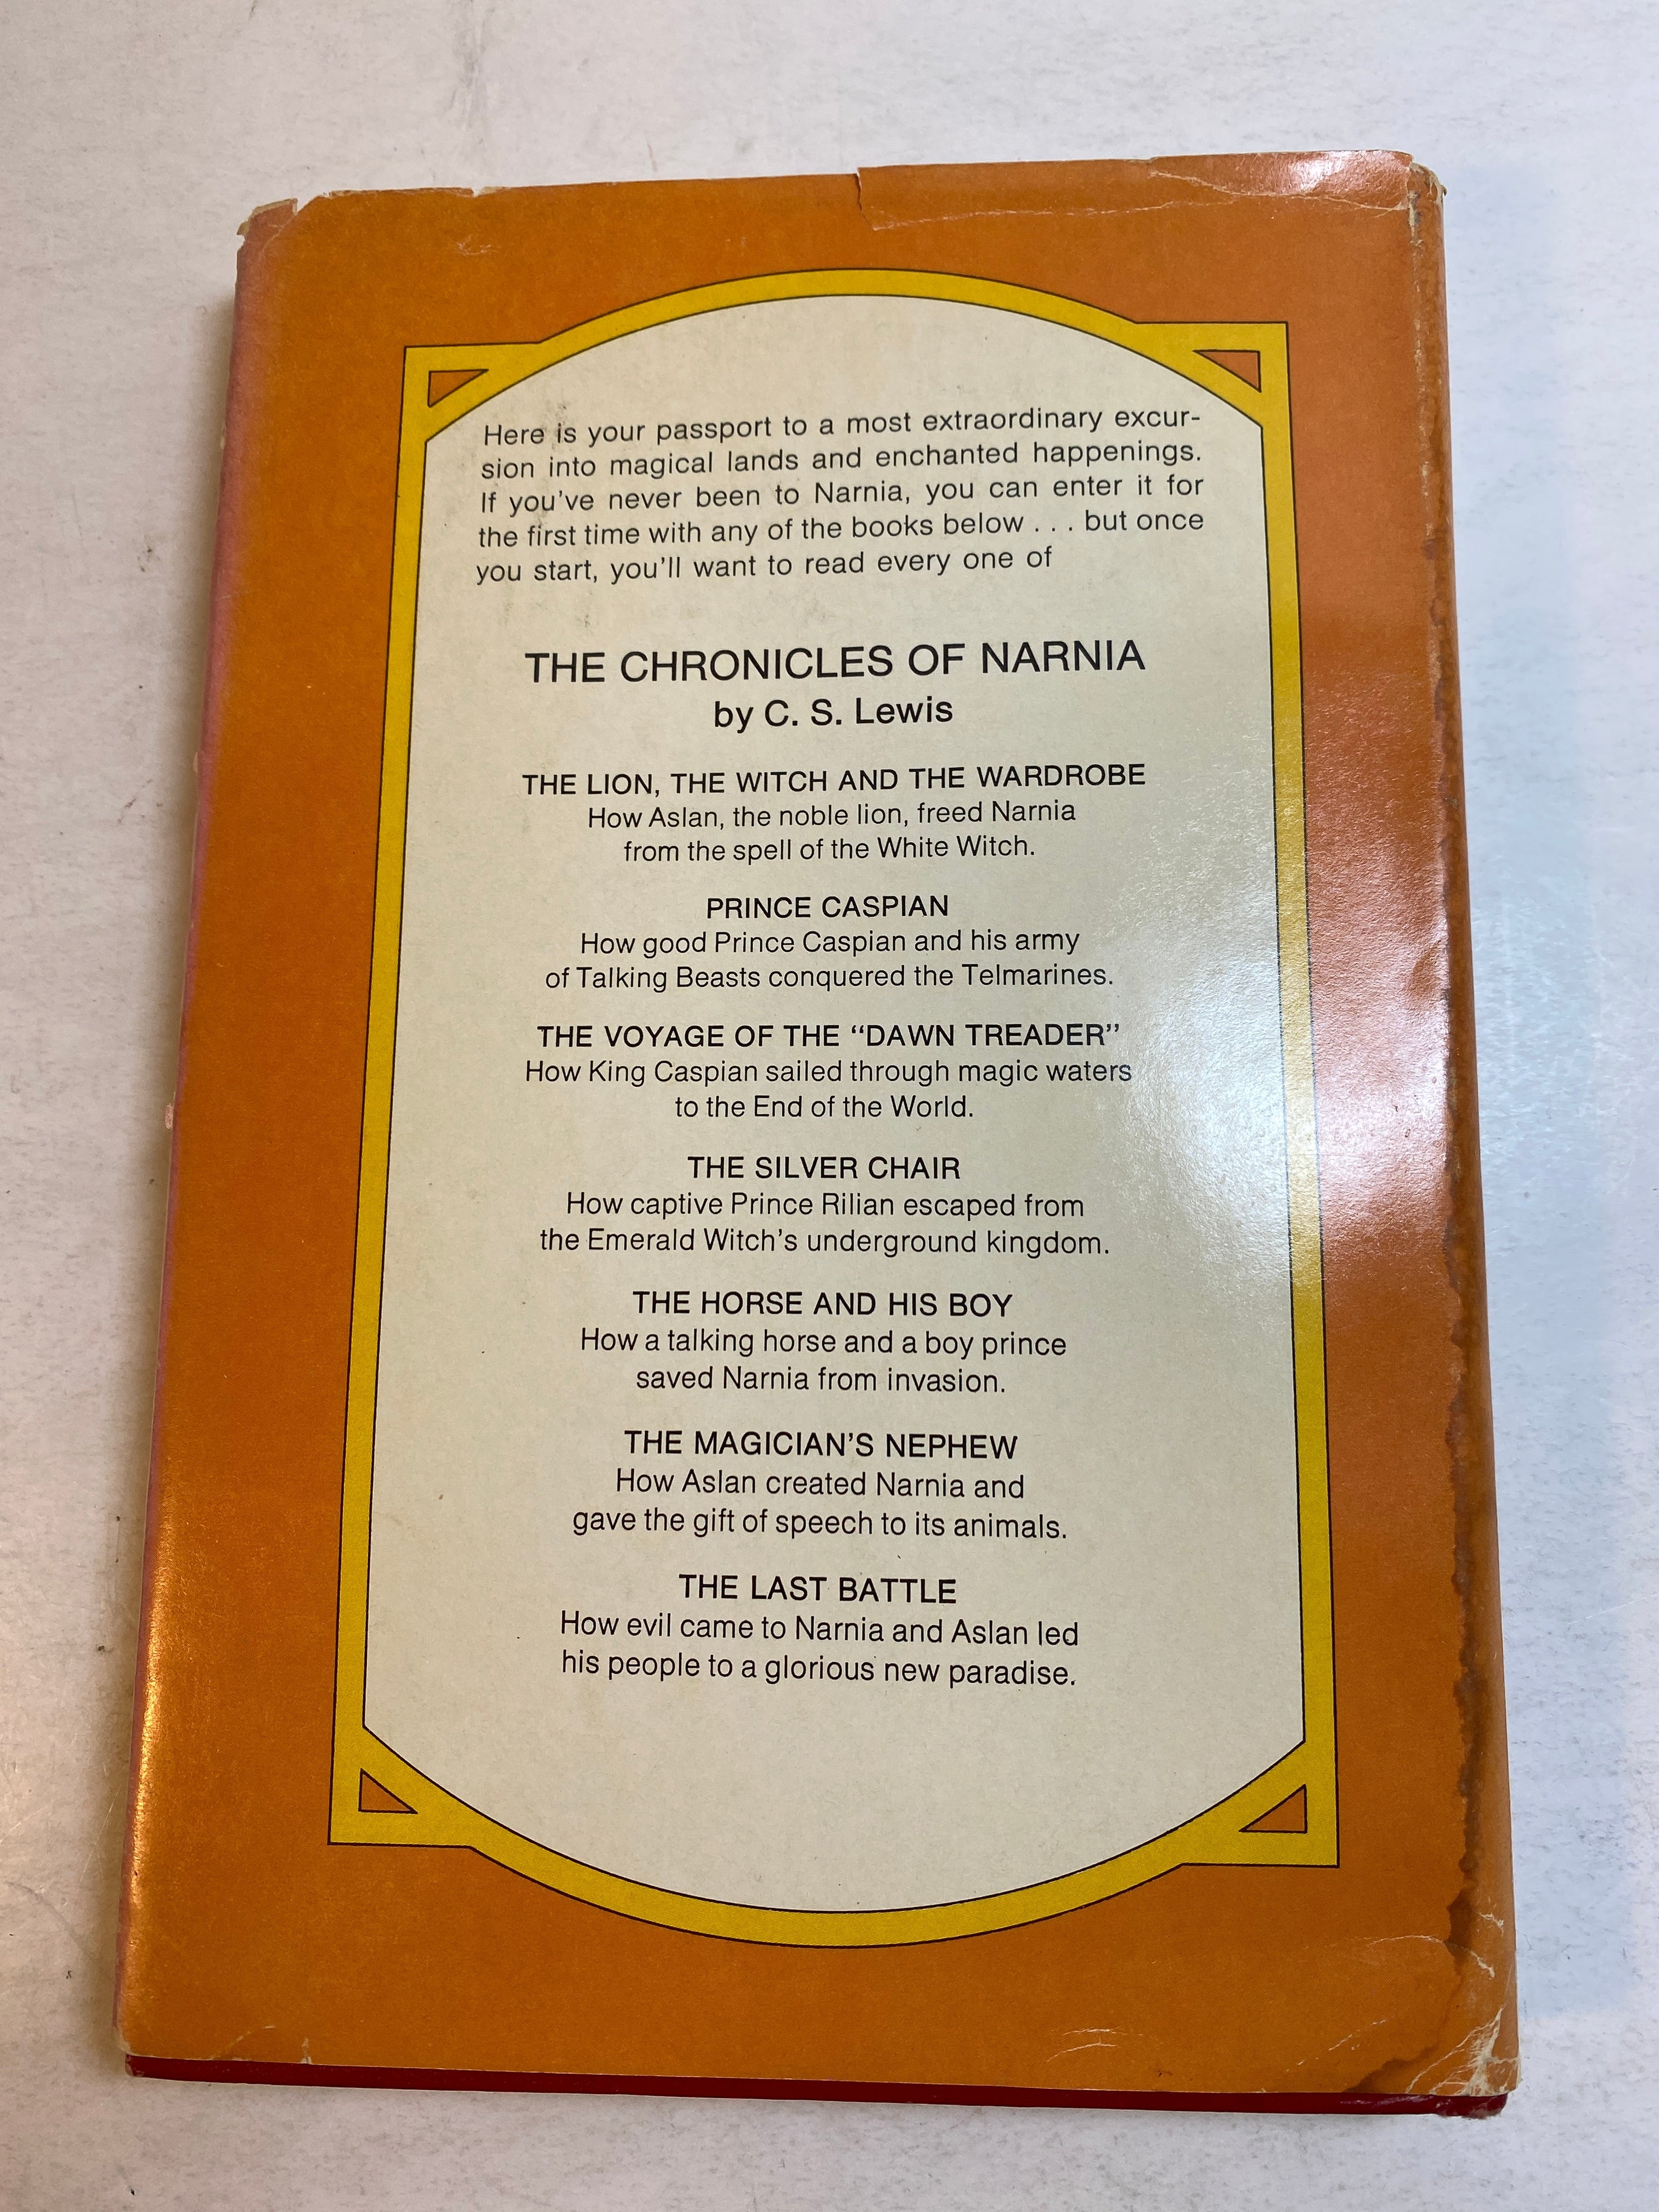 Here is your passport to a most extraordinary excur-
sion into magical lands and enchanted happenings.
If you've never been to Narnia, you can enter it for
the first time with any of the books below . . . but once
you start, you'll want to read every one of
THE CHRONICLES OF NARNIA
by C. S. Lewis
THE LION, THE WITCH AND THE WARDROBE
How Aslan, the noble lion, freed Narnia
from the spell of the White Witch.
PRINCE CASPIAN
How good Prince Caspian and his army
of Talking Beasts conquered the Telmarines.
THE VOYAGE OF THE “DAWN TREADER”
How King Caspian sailed through magic waters
to the End of the World.
THE SILVER CHAIR
How captive Prince Rilian escaped from
the Emerald Witch's underground kingdom.
THE HORSE AND HIS BOY
How a talking horse and a boy prince
saved Narnia from invasion.
THE MAGICIAN'S NEPHEW
How Aslan created Narnia and
gave the gift of speech to its animals.
THE LAST BATTLE
How evil came to Narnia and Aslan led
his people to a glorious new paradise.